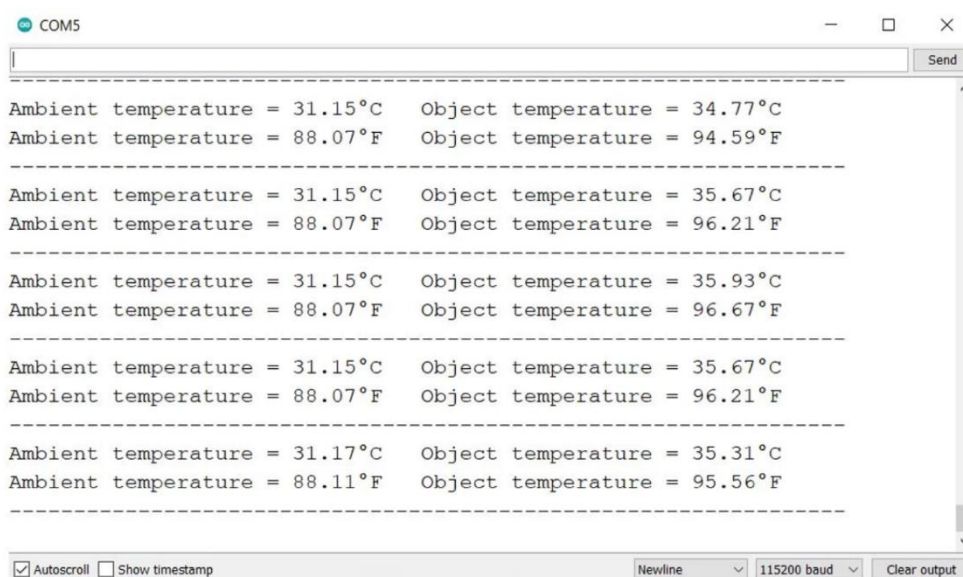 COM5
Send
--------------------------------------------------------------------
Ambient temperature = 31.15°C   Object temperature = 34.77°C
Ambient temperature = 88.07°F   Object temperature = 94.59°F
--------------------------------------------------------------------
Ambient temperature = 31.15°C   Object temperature = 35.67°C
Ambient temperature = 88.07°F   Object temperature = 96.21°F
--------------------------------------------------------------------
Ambient temperature = 31.15°C   Object temperature = 35.93°C
Ambient temperature = 88.07°F   Object temperature = 96.67°F
--------------------------------------------------------------------
Ambient temperature = 31.15°C   Object temperature = 35.67°C
Ambient temperature = 88.07°F   Object temperature = 96.21°F
--------------------------------------------------------------------
Ambient temperature = 31.17°C   Object temperature = 35.31°C
Ambient temperature = 88.11°F   Object temperature = 95.56°F
--------------------------------------------------------------------
Autoscroll Show timestamp Newline 115200 baud Clear output